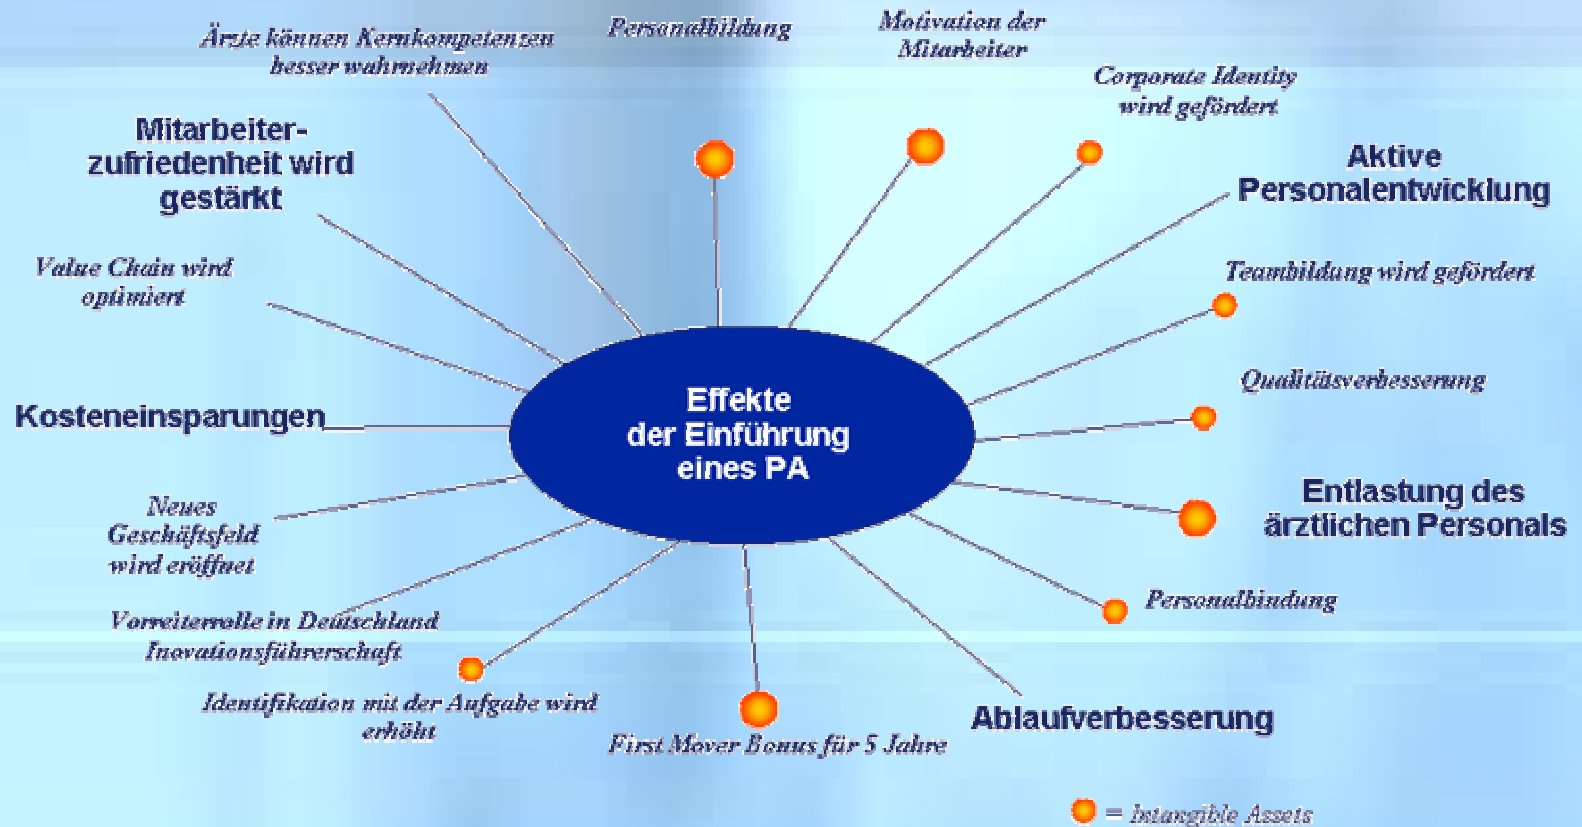 Ärzte können Kernkompetenzen
besser wahrnehmen
Personalbildung
Motivation der
Mitarbeiter
Corporate Identity
wird gefördert
Mitarbeiter-
zufriedenheit wird
gestärkt
Aktive
Personalentwicklung
Value Chain wird
optimiert
Teambildung wird gefördert
Qualitätsverbesserung
Kosteneinsparungen
Effekte
der Einführung
eines PA
Neues
Geschäftsfeld
wird eröffnet
Entlastung des
ärztlichen Personals
Personalbindung
Vorreiterrolle in Deutschland
Inovationsführerschaft
Identifikation mit der Aufgabe wird
erhöht
First Mover Bonus für 5 Jahre
Ablaufverbesserung
= Intangible Assets